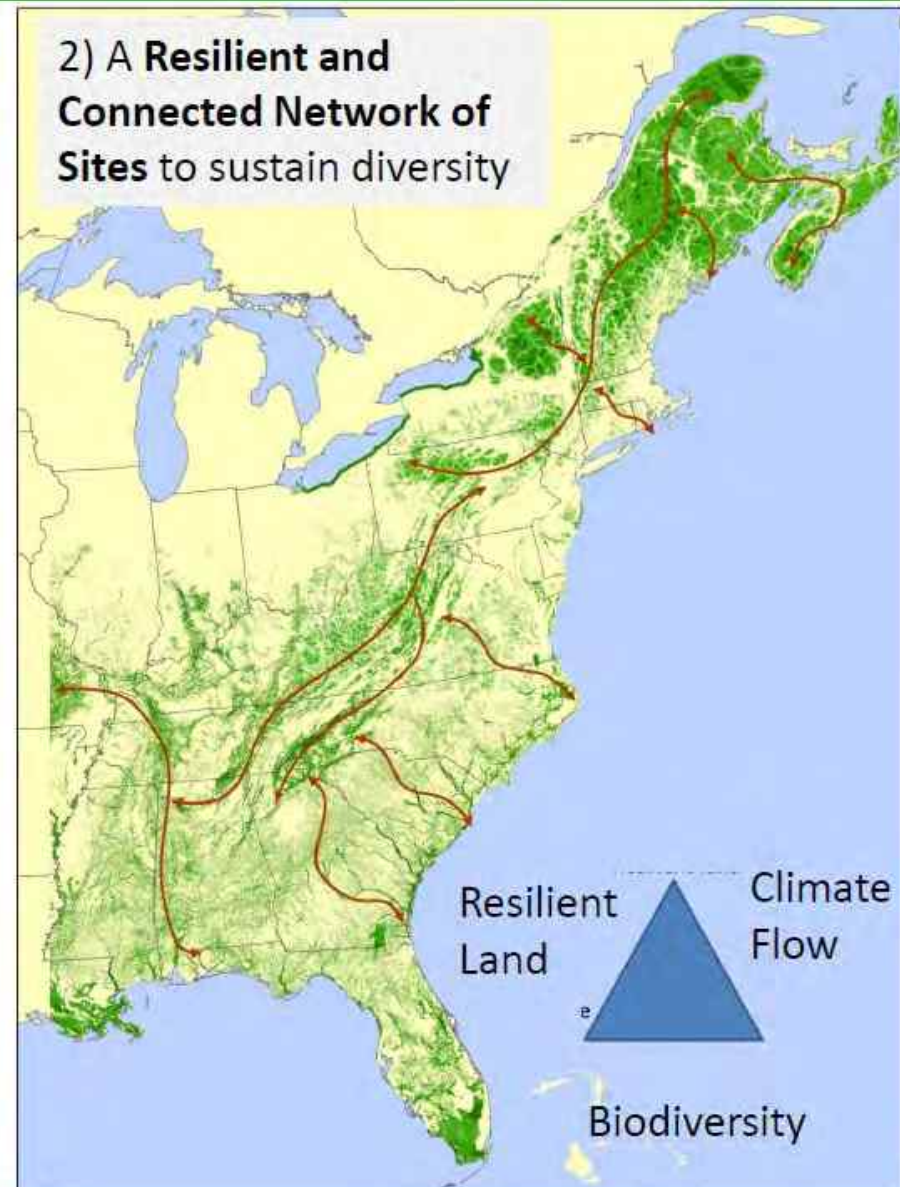 2) A Resilient and
Connected Network of
Sites to sustain diversity
Resilient
Land
Climate
Flow
e
Biodiversity